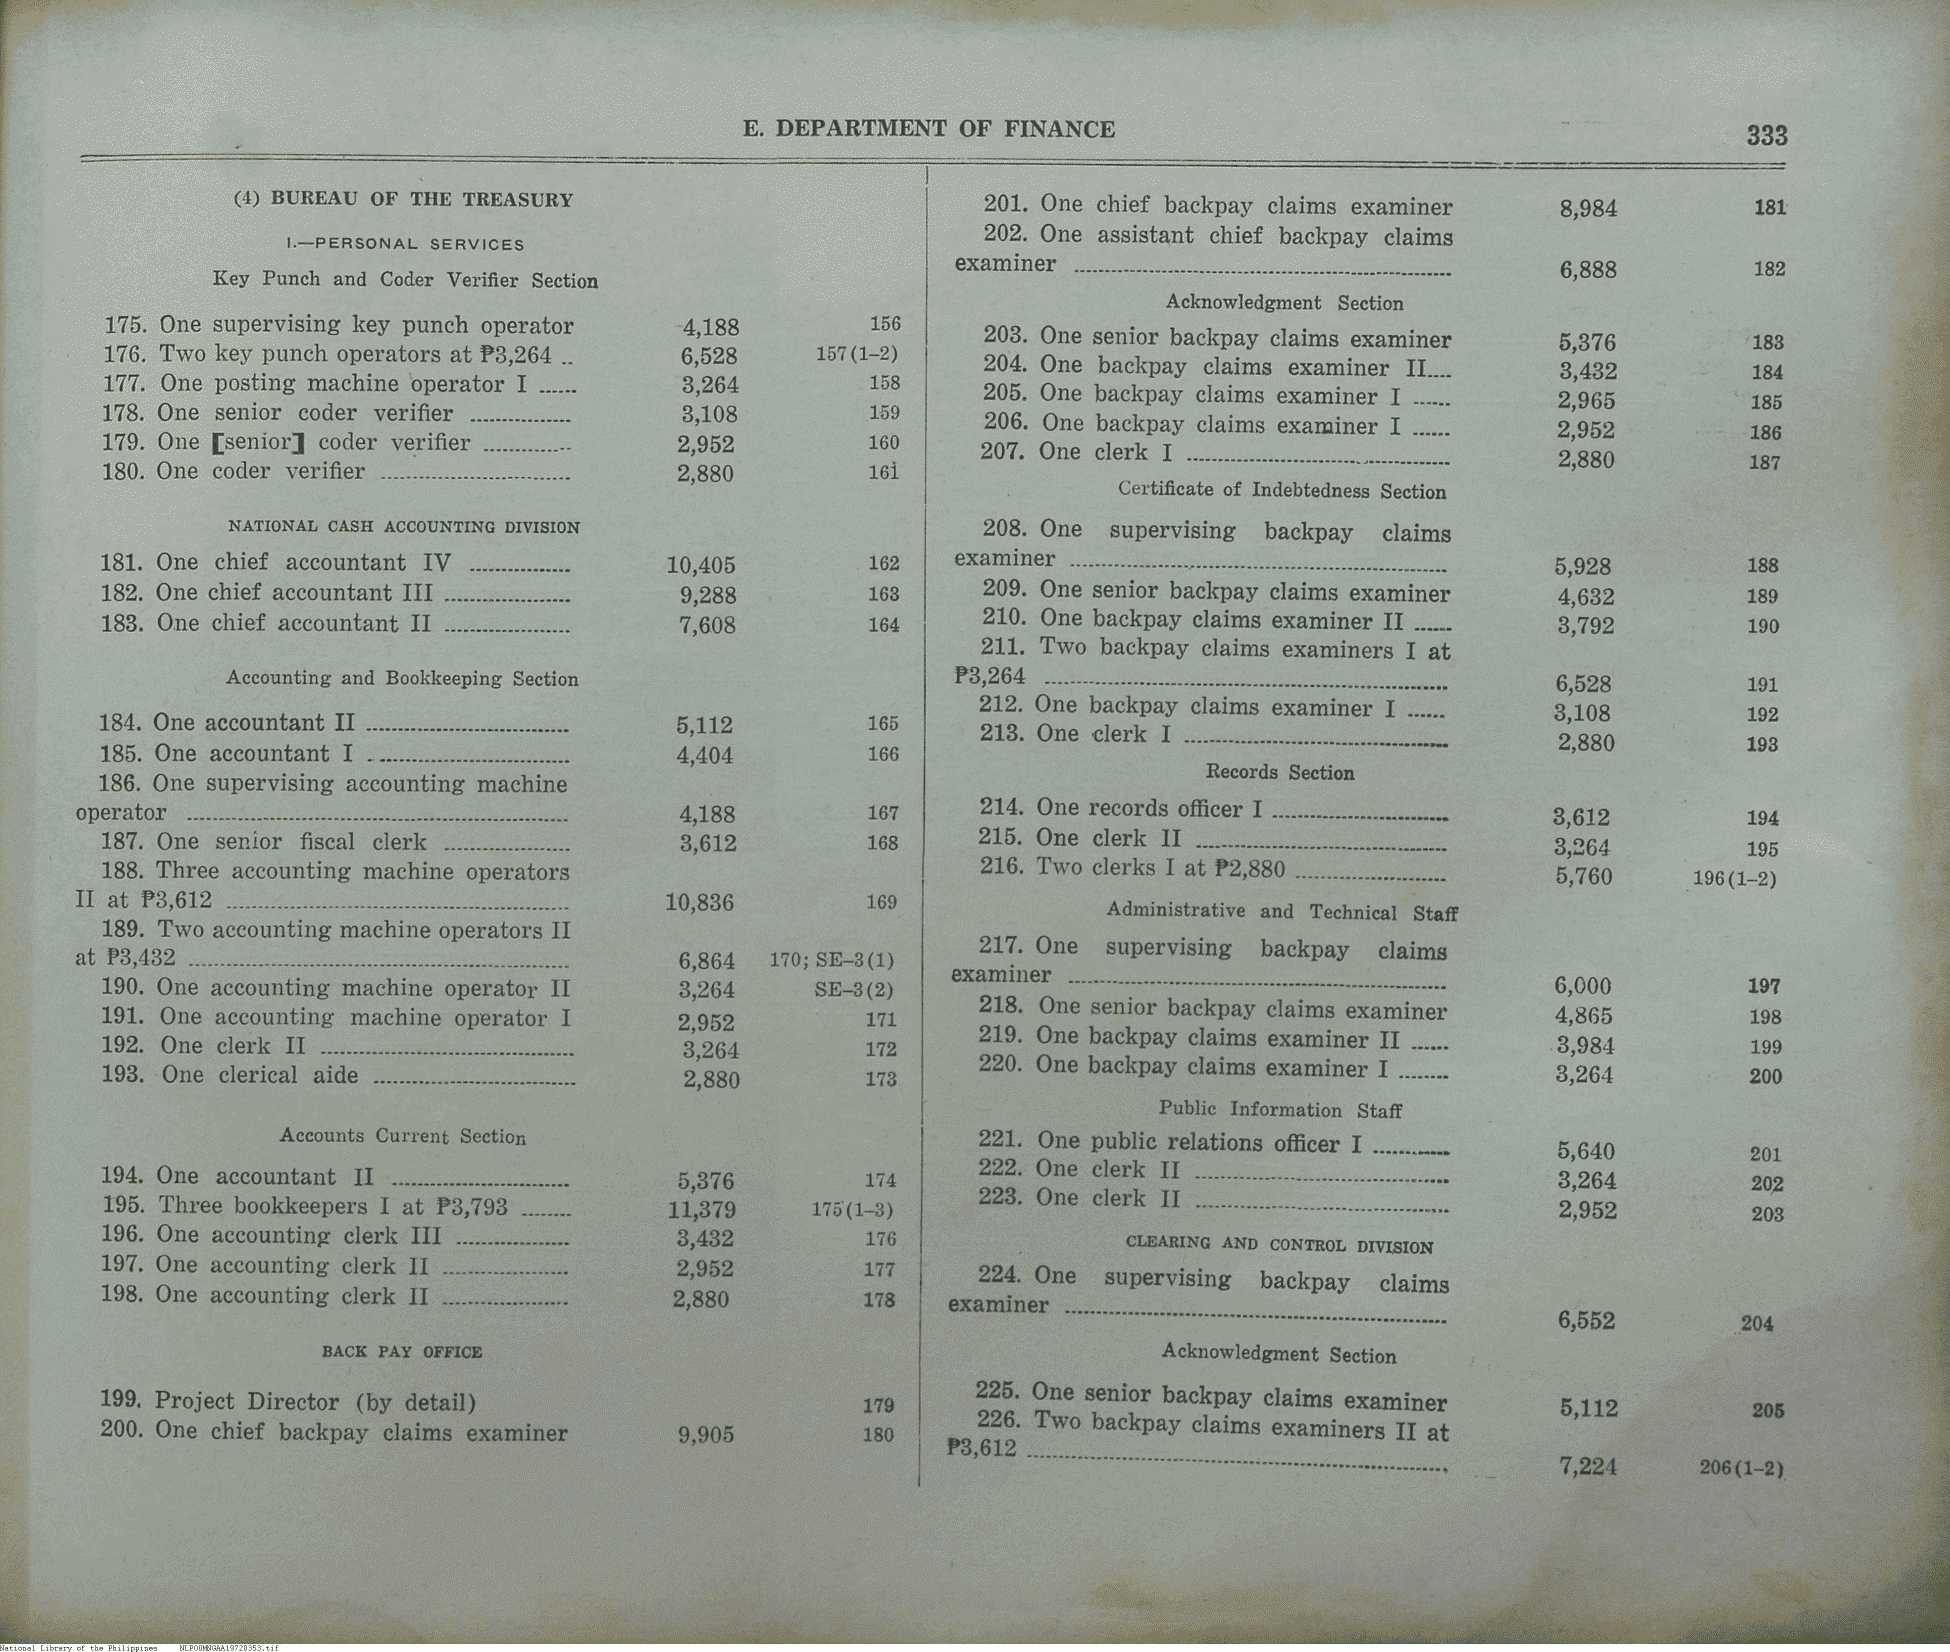 E. DEPARTMENT OF FINANCE
333
(4) BUREAU OF THE TREASURY
I.—PERSONAL SERVICES
Key Punch and Coder Verifier Section
175. One supervising key punch operator 4,188 156
176. Two key punch operators at ₱3,264 .. 6,528 157(1–2)
177. One posting machine operator I ...... 3,264 158
178. One senior coder verifier ................ 3,108 159
179. One [senior] coder verifier .............. 2,952 160
180. One coder verifier .............................. 2,880 161
NATIONAL CASH ACCOUNTING DIVISION
181. One chief accountant IV ................ 10,405 162
182. One chief accountant III .................... 9,288 163
183. One chief accountant II .................... 7,608 164
Accounting and Bookkeeping Section
184. One accountant II ................................ 5,112 165
185. One accountant I ................................ 4,404 166
186. One supervising accounting machine
operator ............................................................ 4,188 167
187. One senior fiscal clerk .................... 3,612 168
188. Three accounting machine operators
II at ₱3,612 ...................................................... 10,836 169
189. Two accounting machine operators II
at ₱3,432 ............................................................ 6,864 170; SE–3(1)
190. One accounting machine operator II 3,264 SE–3(2)
191. One accounting machine operator I 2,952 171
192. One clerk II ........................................ 3,264 172
193. One clerical aide ................................ 2,880 173
Accounts Current Section
194. One accountant II ............................ 5,376 174
195. Three bookkeepers I at ₱3,793 ........ 11,379 175(1–3)
196. One accounting clerk III .................. 3,432 176
197. One accounting clerk II .................... 2,952 177
198. One accounting clerk II .................... 2,880 178
BACK PAY OFFICE
199. Project Director (by detail) 179
200. One chief backpay claims examiner 9,905 180
201. One chief backpay claims examiner 8,984 181
202. One assistant chief backpay claims
examiner ............................................................ 6,888 182
Acknowledgment Section
203. One senior backpay claims examiner 5,376 183
204. One backpay claims examiner II.... 3,432 184
205. One backpay claims examiner I ...... 2,965 185
206. One backpay claims examiner I ...... 2,952 186
207. One clerk I .......................................... 2,880 187
Certificate of Indebtedness Section
208. One supervising backpay claims
examiner ............................................................ 5,928 188
209. One senior backpay claims examiner 4,632 189
210. One backpay claims examiner II ...... 3,792 190
211. Two backpay claims examiners I at
₱3,264 ................................................................ 6,528 191
212. One backpay claims examiner I ...... 3,108 192
213. One clerk I .......................................... 2,880 193
Records Section
214. One records officer I ............................ 3,612 194
215. One clerk II ........................................ 3,264 195
216. Two clerks I at ₱2,880 ........................ 5,760 196(1–2)
Administrative and Technical Staff
217. One supervising backpay claims
examiner ............................................................ 6,000 197
218. One senior backpay claims examiner 4,865 198
219. One backpay claims examiner II ...... 3,984 199
220. One backpay claims examiner I ........ 3,264 200
Public Information Staff
221. One public relations officer I ............ 5,640 201
222. One clerk II ........................................ 3,264 202
223. One clerk II ........................................ 2,952 203
CLEARING AND CONTROL DIVISION
224. One supervising backpay claims
examiner ............................................................ 6,552 204
Acknowledgment Section
225. One senior backpay claims examiner 5,112 205
226. Two backpay claims examiners II at
₱3,612 .................................................................. 7,224 206(1–2)
National Library of the Philippines NLPO8MNGAA19720353.tif